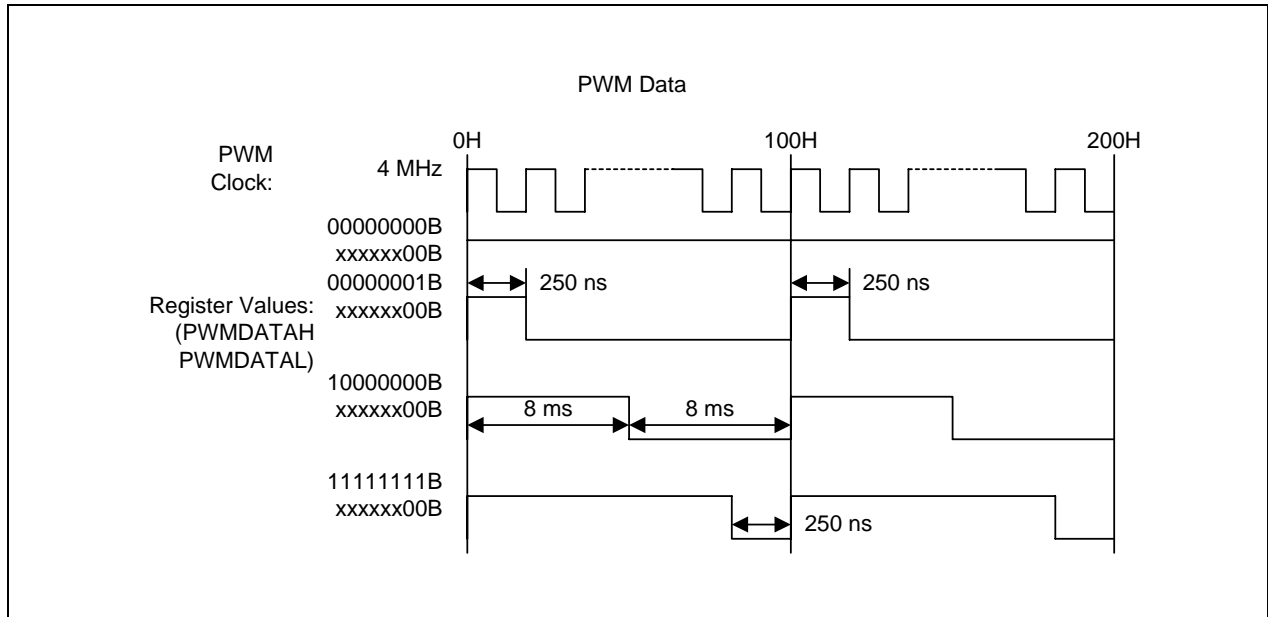 PWM Data
0H
100H
200H
PWM
Clock:
4 MHz
00000000B
xxxxxx00B
00000001B
xxxxxx00B
250 ns
250 ns
Register Values:
(PWMDATAH
PWMDATAL)
10000000B
xxxxxx00B
8 ms
8 ms
11111111B
xxxxxx00B
250 ns